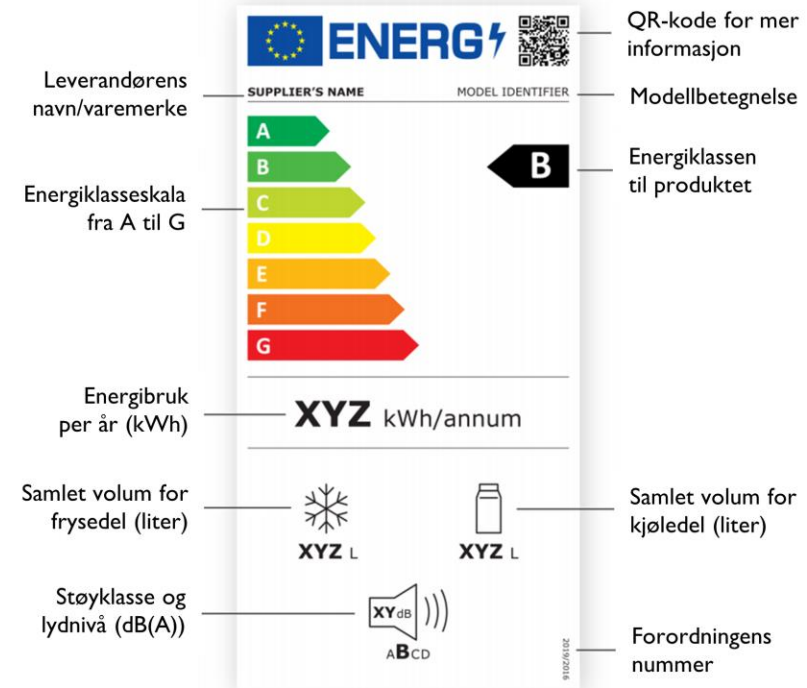 ENERG
QR-kode for mer
informasjon
Leverandørens
navn/varemerke
SUPPLIER'S NAME
MODEL IDENTIFIER
Modellbetegnelse
A
B
C
D
E
F
G
B
Energiklassen
til produktet
Energiklasseskala
fra A til G
Energibruk
per år (kWh)
XYZ kWh/annum
Samlet volum for
frysedel (liter)
XYZ L
XYZ L
Samlet volum for
kjøledel (liter)
Støyklasse og
lydnivå (dB(A))
XYdB
ABCD
2019/2016
Forordningens
nummer